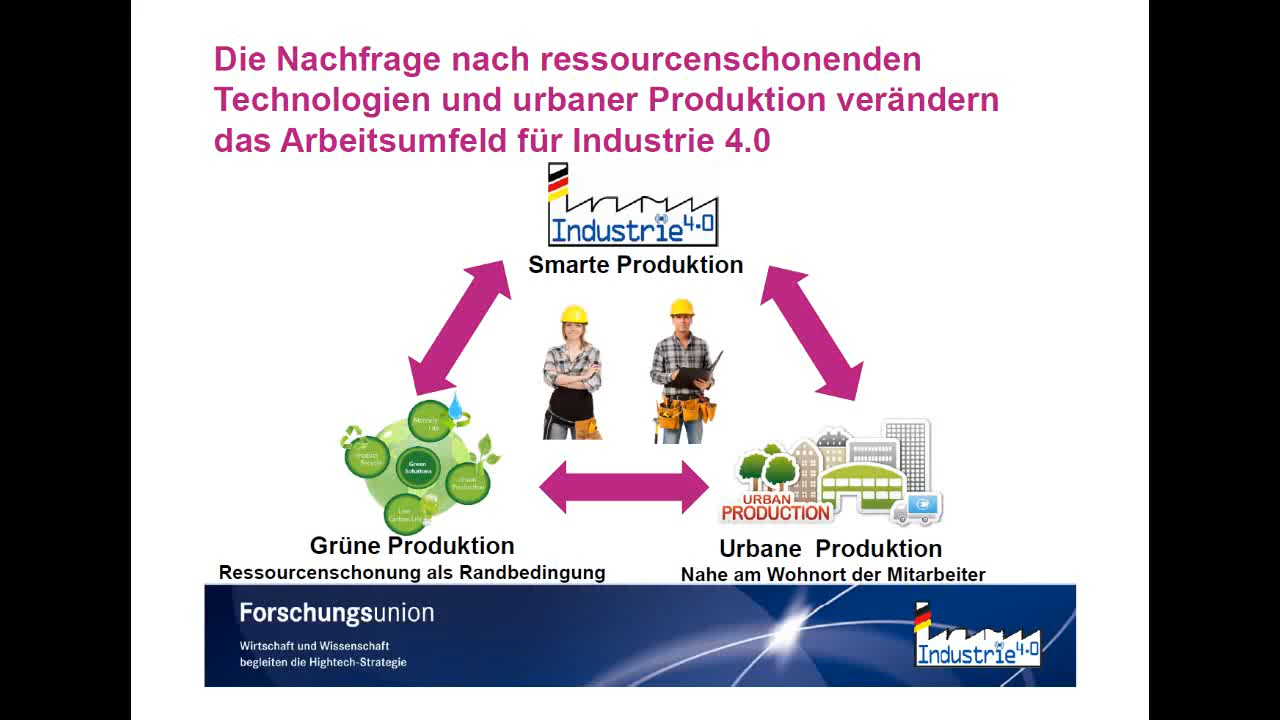 Die Nachfrage nach ressourcenschonenden
Technologien und urbaner Produktion verändern
das Arbeitsumfeld für Industrie 4.0
Industrie 4.0
Smarte Produktion
Green
Solutions
Product
Production
URBAN
PRODUCTION
Grüne Produktion
Ressourcenschonung als Randbedingung
Urbane Produktion
Nahe am Wohnort der Mitarbeiter
Forschungsunion
Wirtschaft und Wissenschaft
begleiten die Hightech-Strategie
Industrie 4.0